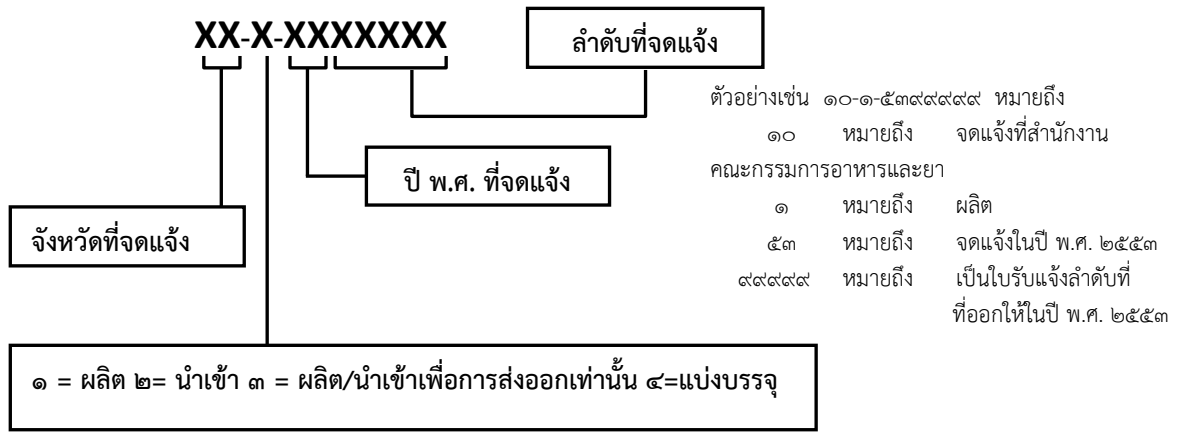 XX-X-XXXXXXX
ลำดับที่จดแจ้ง
ปี พ.ศ. ที่จดแจ้ง
จังหวัดที่จดแจ้ง
๑ = ผลิต ๒= นำเข้า ๓ = ผลิต/นำเข้าเพื่อการส่งออกเท่านั้น ๔=แบ่งบรรจุ
ตัวอย่างเช่น ๑๐-๑-๕๓๙๙๙๙๙ หมายถึง
๑๐ หมายถึง จดแจ้งที่สำนักงาน
คณะกรรมการอาหารและยา
๑ หมายถึง ผลิต
๕๓ หมายถึง จดแจ้งในปี พ.ศ. ๒๕๕๓
๙๙๙๙๙ หมายถึง เป็นใบรับแจ้งลำดับที่
ที่ออกให้ในปี พ.ศ. ๒๕๕๓